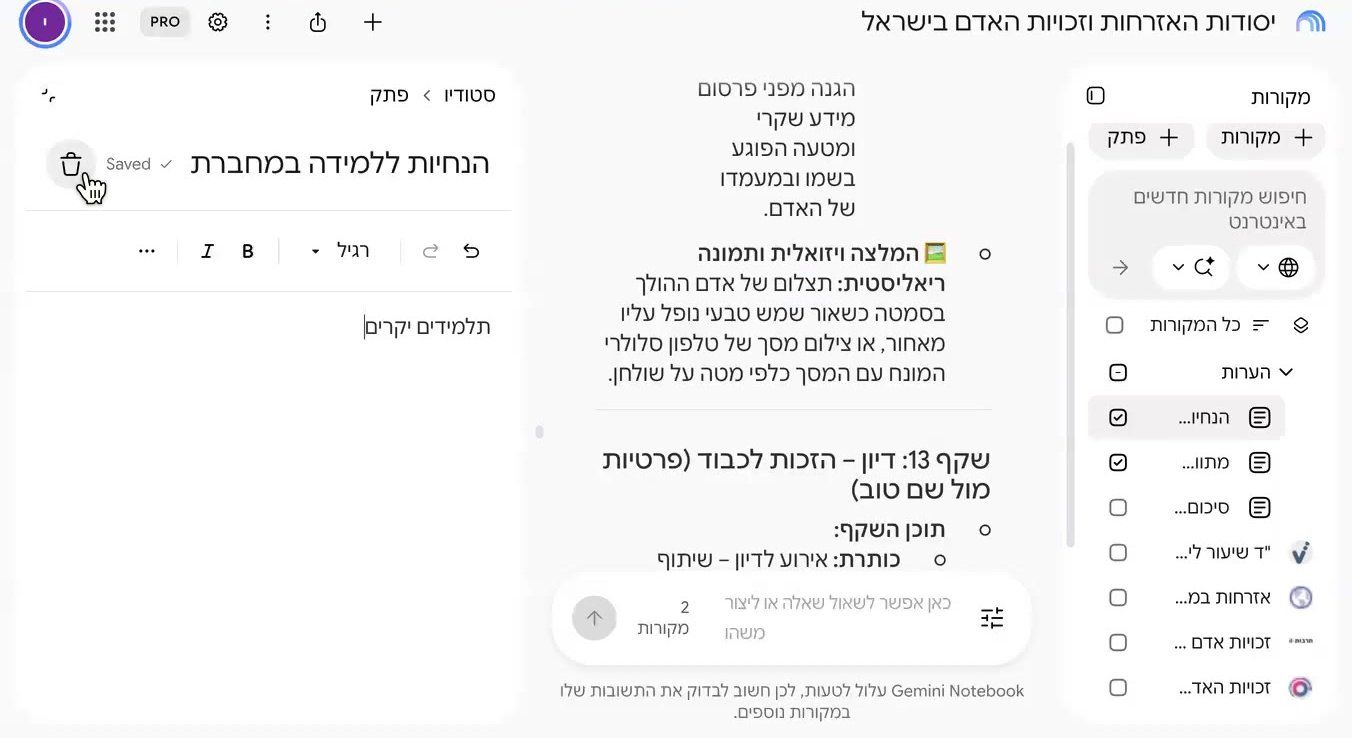 יסודות האזרחות וזכויות האדם בישראל
PRO
מקורות
+ מקורות
+ פתק
חיפוש מקורות חדשים
באינטרנט
כל המקורות
הערות
הנחיו...
מתוו...
סיכום...
"ד שיעור לי...
אזרחות במ...
זכויות אדם ...
זכויות האד...
הגנה מפני פרסום
מידע שקרי
ומטעה הפוגע
בשמו ובמעמדו
של האדם.
המלצה ויזואלית ותמונה
ריאליסטית: תצלום של אדם ההולך
בסמטה כשאור שמש טבעי נופל עליו
מאחור, או צילום מסך של טלפון סלולרי
המונח עם המסך כלפי מטה על שולחן.
שקף 13: דיון – הזכות לכבוד (פרטיות
מול שם טוב)
תוכן השקף:
כותרת: אירוע לדיון – שיתוף
כאן אפשר לשאול שאלה או ליצור
משהו
2
מקורות
Gemini Notebook עלול לטעות, לכן חשוב לבדוק את התשובות שלו
במקורות נוספים.
סטודיו > פתק
הנחיות ללמידה במחברת
Saved
רגיל
B I
תלמידים יקרים